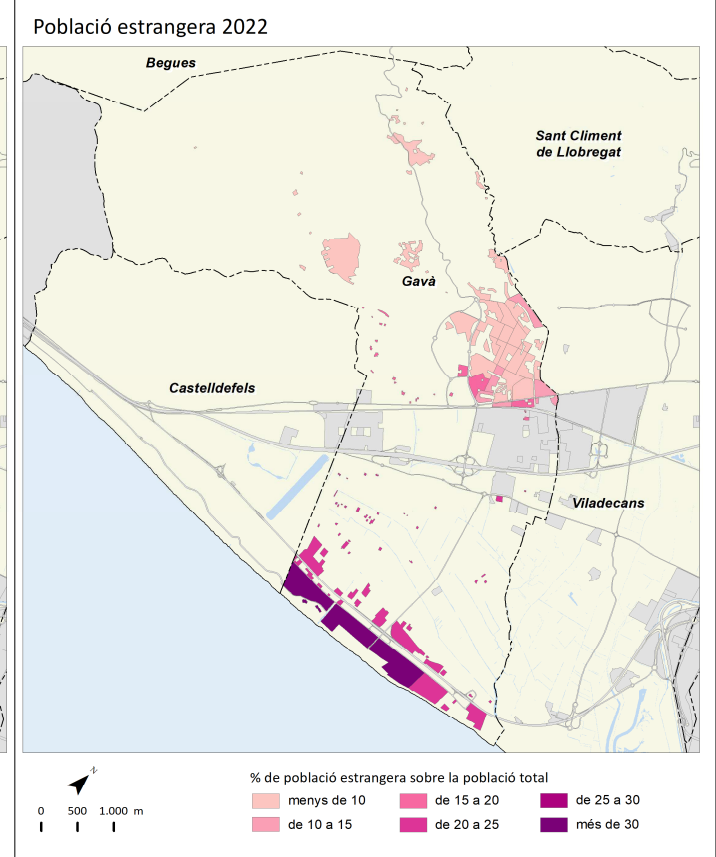 Població estrangera 2022
Begues
Sant Climent
de Llobregat
Gavà
Castelldefels
Viladecans
N
0 500 1.000 m
% de població estrangera sobre la població total
menys de 10
de 15 a 20
de 25 a 30
de 10 a 15
de 20 a 25
més de 30